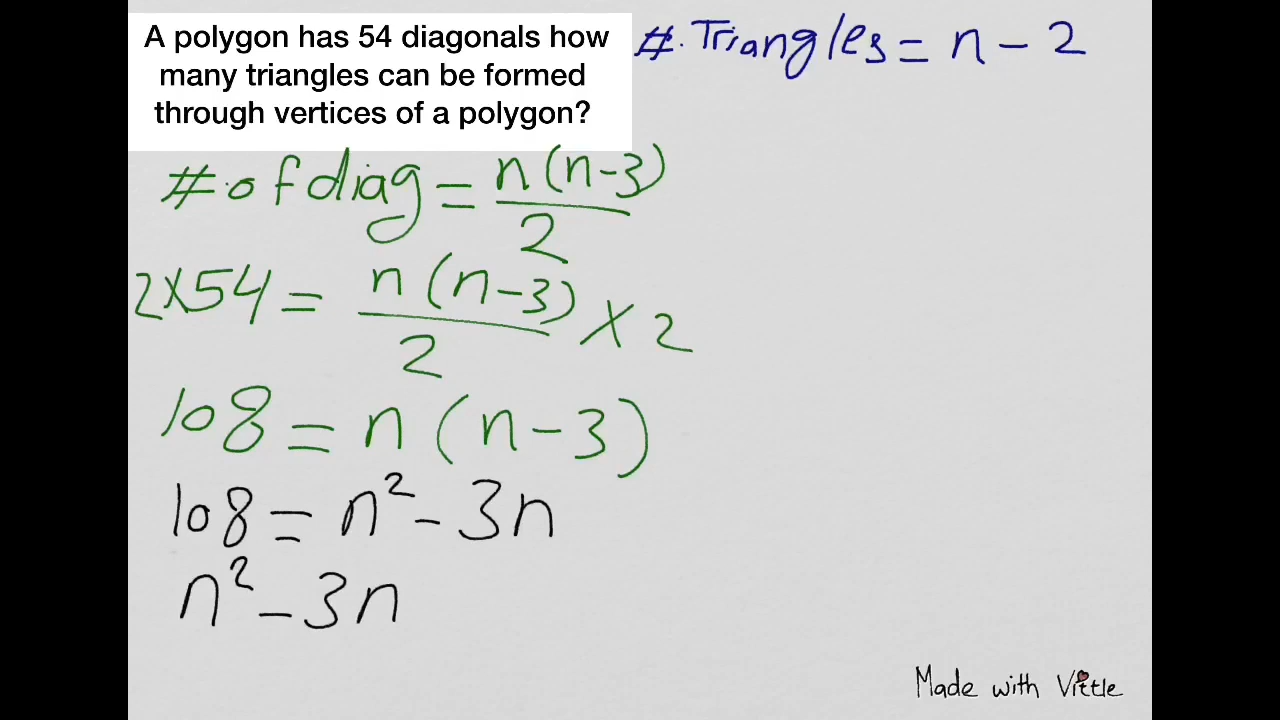 A polygon has 54 diagonals how
many triangles can be formed
through vertices of a polygon?
#.Triangles = n - 2
#.of diag = n(n-3)/2
2×54 = n(n-3)/2 × 2
108 = n(n-3)
108 = n² - 3n
n² - 3n
Made with Vittle